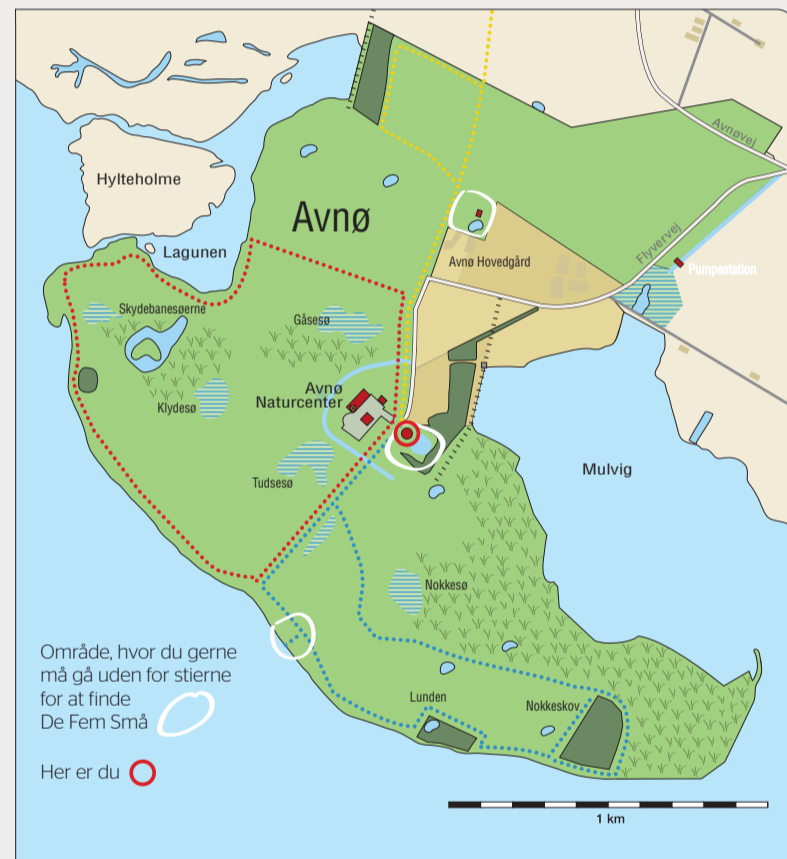 Avnøvej
Hylteholme
Avnø
Flyvervej
Lagunen
Avnø Hovedgård
Pumpestation
Skydebanesøerne
Gåsesø
Avnø
Naturcenter
Klydesø
Mulvig
Tudsesø
Nokkesø
Område, hvor du gerne
må gå uden for stierne
for at finde
De Fem Små
Lunden
Nokkeskov
Her er du
1 km